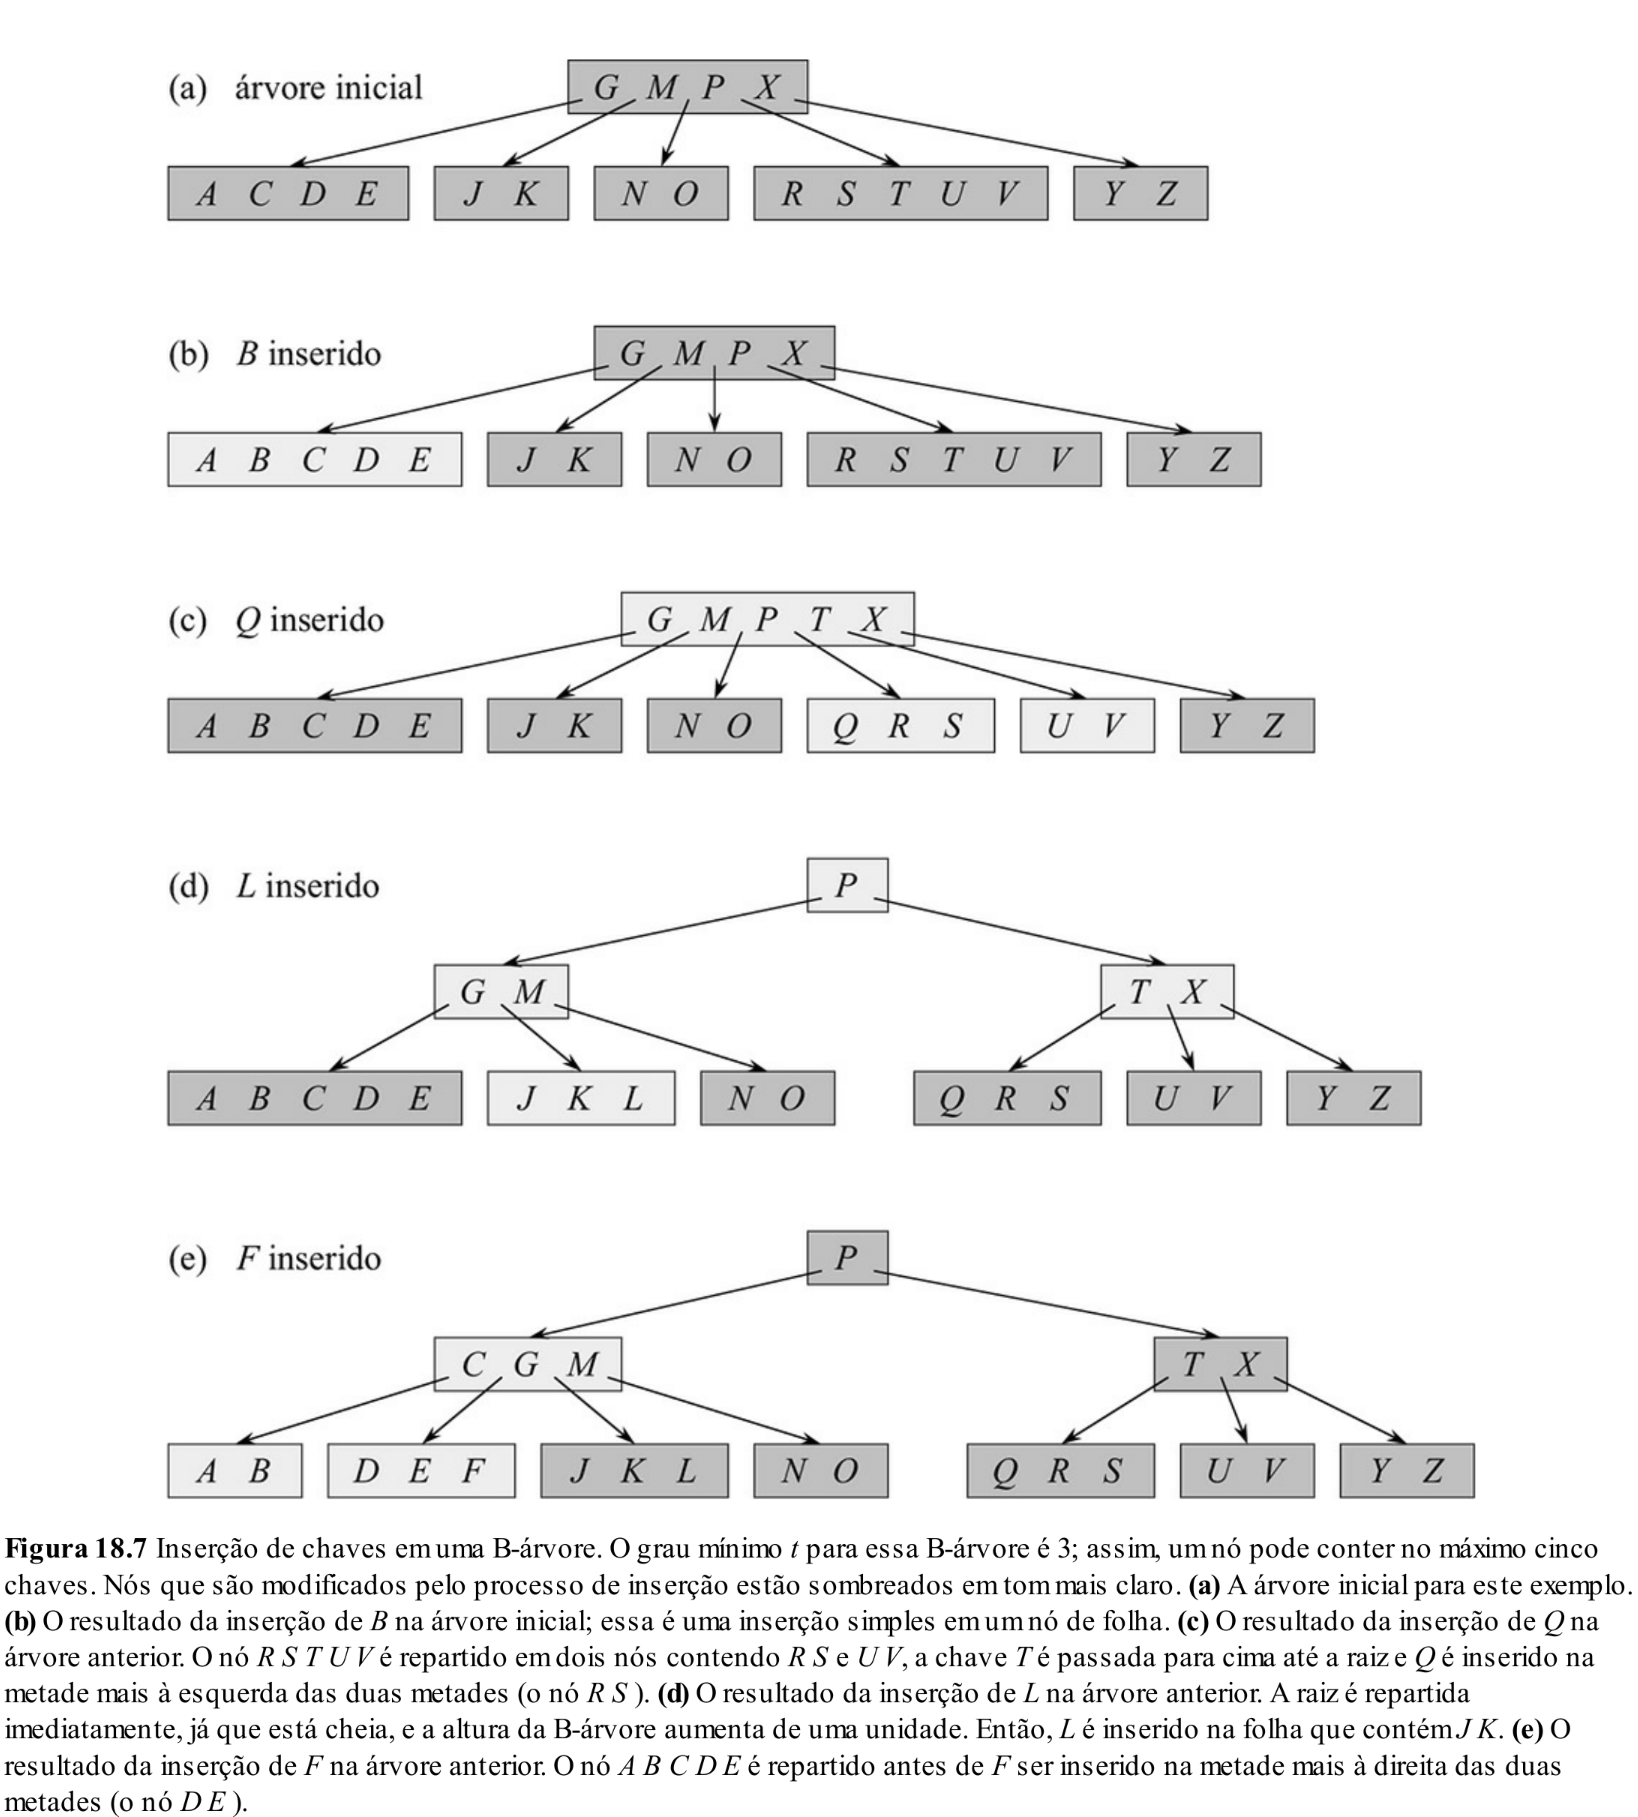 (a) árvore inicial
G M P X
A C D E J K N O R S T U V Y Z
(b) B inserido
G M P X
A B C D E J K N O R S T U V Y Z
(c) Q inserido
G M P T X
A B C D E J K N O Q R S U V Y Z
(d) L inserido
P
G M T X
A B C D E J K L N O Q R S U V Y Z
(e) F inserido
P
C G M T X
A B D E F J K L N O Q R S U V Y Z
Figura 18.7 Inserção de chaves em uma B-árvore. O grau mínimo t para essa B-árvore é 3; assim, um nó pode conter no máximo cinco
chaves. Nós que são modificados pelo processo de inserção estão sombreados em tom mais claro. (a) A árvore inicial para este exemplo.
(b) O resultado da inserção de B na árvore inicial; essa é uma inserção simples em um nó de folha. (c) O resultado da inserção de Q na
árvore anterior. O nó R S T U V é repartido em dois nós contendo R S e U V, a chave T é passada para cima até a raiz e Q é inserido na
metade mais à esquerda das duas metades (o nó R S ). (d) O resultado da inserção de L na árvore anterior. A raiz é repartida
imediatamente, já que está cheia, e a altura da B-árvore aumenta de uma unidade. Então, L é inserido na folha que contém J K. (e) O
resultado da inserção de F na árvore anterior. O nó A B C D E é repartido antes de F ser inserido na metade mais à direita das duas
metades (o nó D E ).